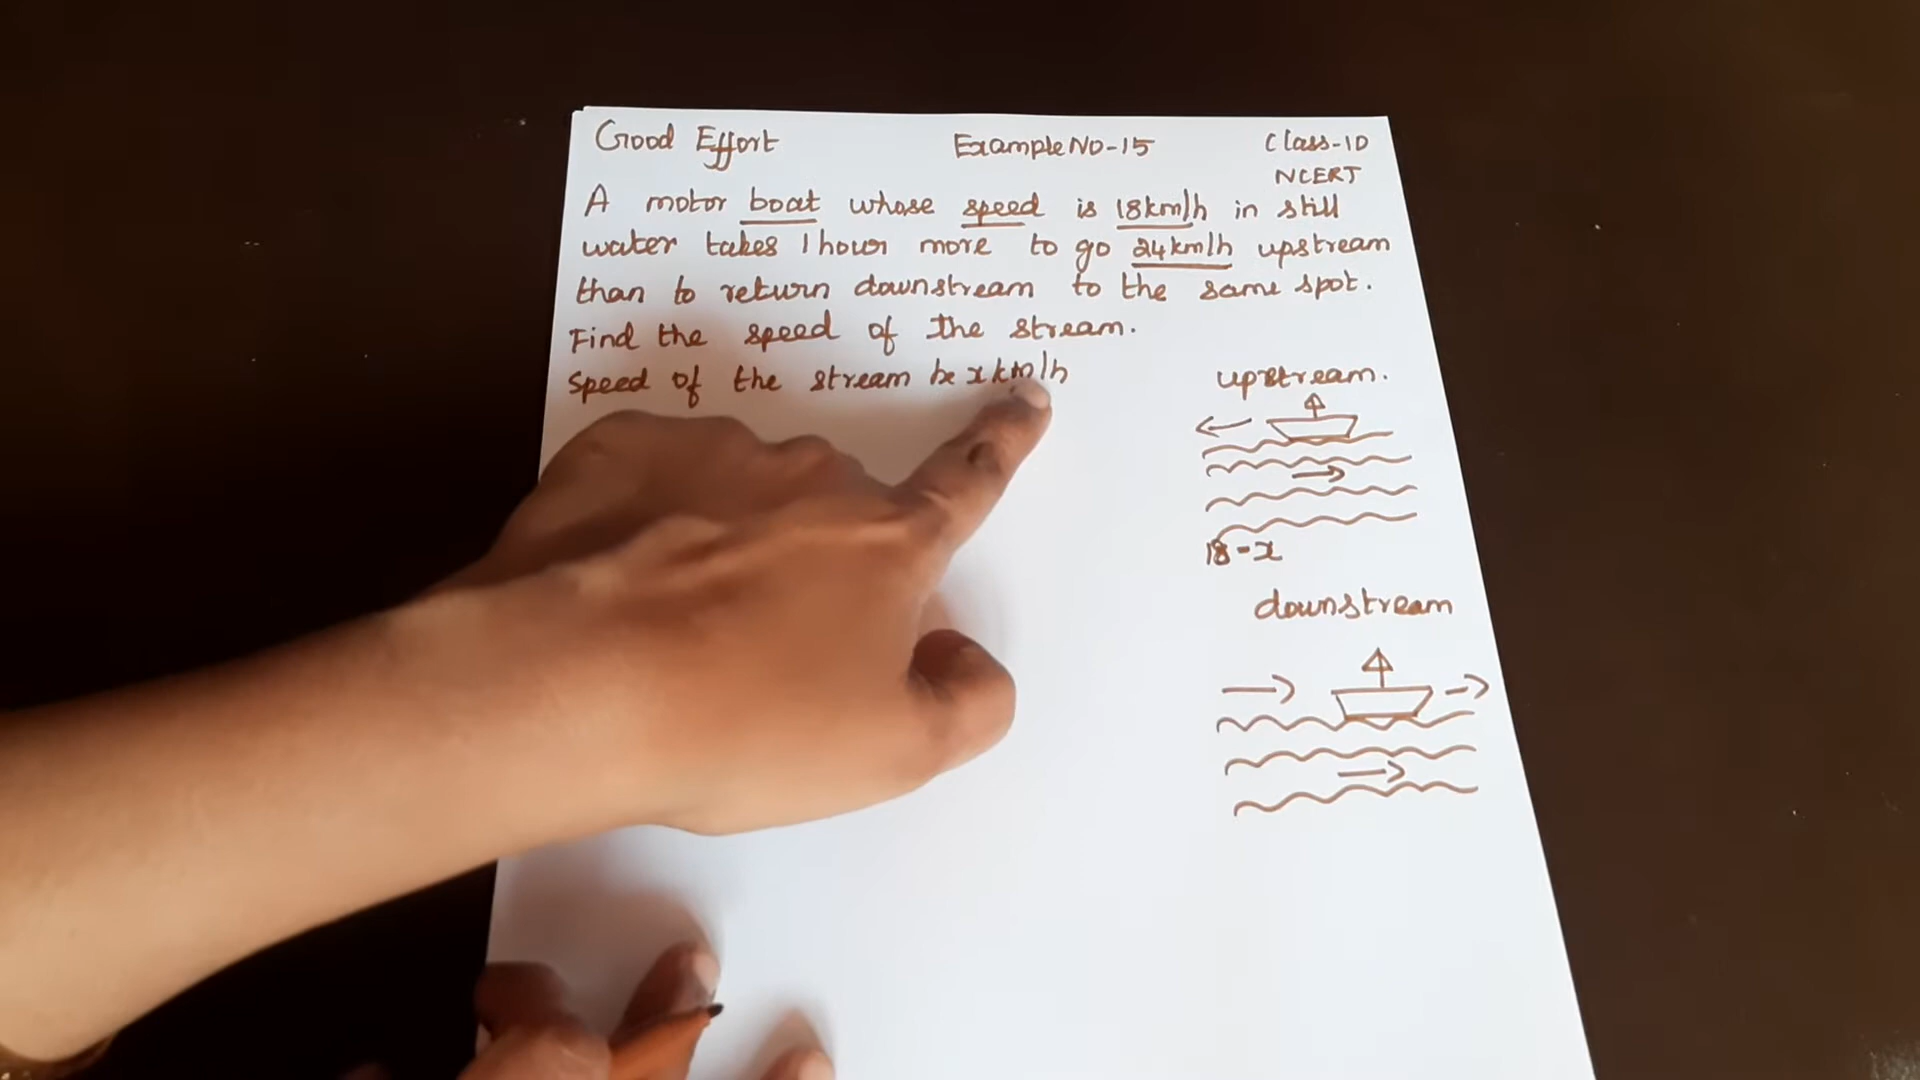 Good Effort Example No-15 Class-10
NCERT
A motor boat whose speed is 18km/h in still
water takes 1 hour more to go 24km/h upstream
than to return downstream to the same spot.
Find the speed of the stream.
Speed of the stream be x km/h
upstream.
18-x
downstream